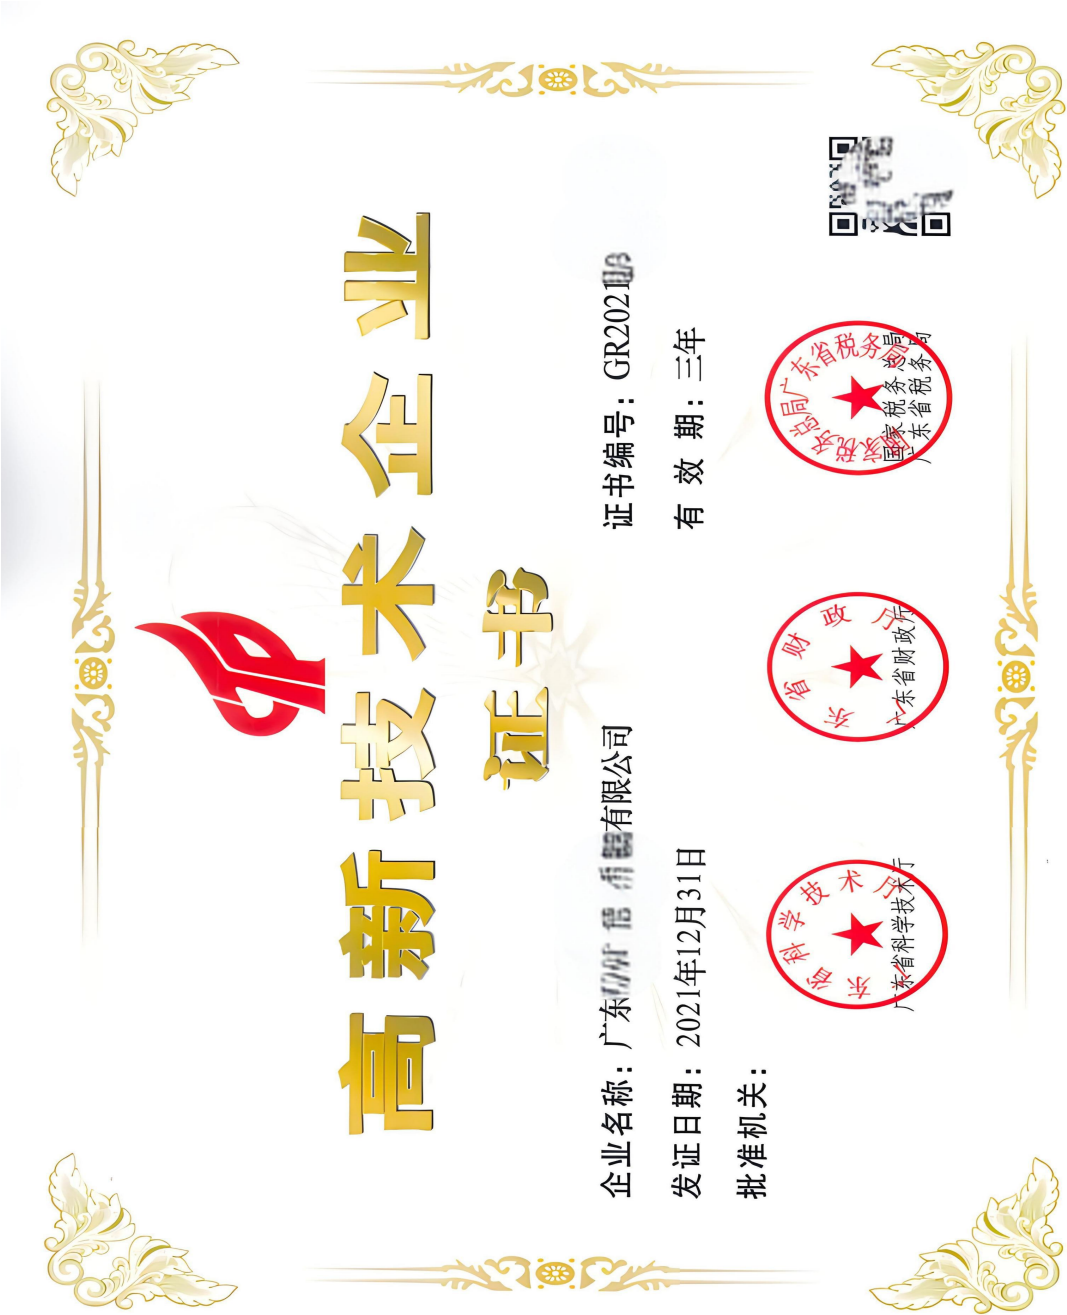 高新技术企业
证书
企业名称：广东 有限公司
证书编号：GR2021
发证日期：2021年12月31日
有效期：三年
批准机关：
广东省科学技术厅
广东省科学技术厅
广东省财政厅
广东省财政厅
国家税务总局广东省税务局
国家税务总局
广东省税务局